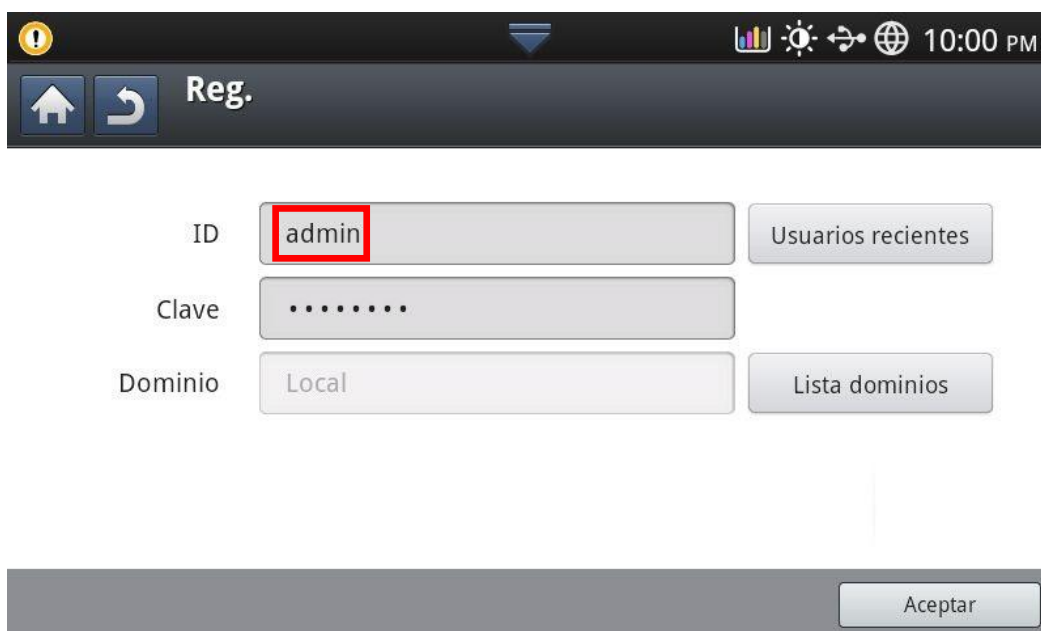 10:00 PM
Reg.
ID admin Usuarios recientes
Clave ••••••••
Dominio Local Lista dominios
Aceptar